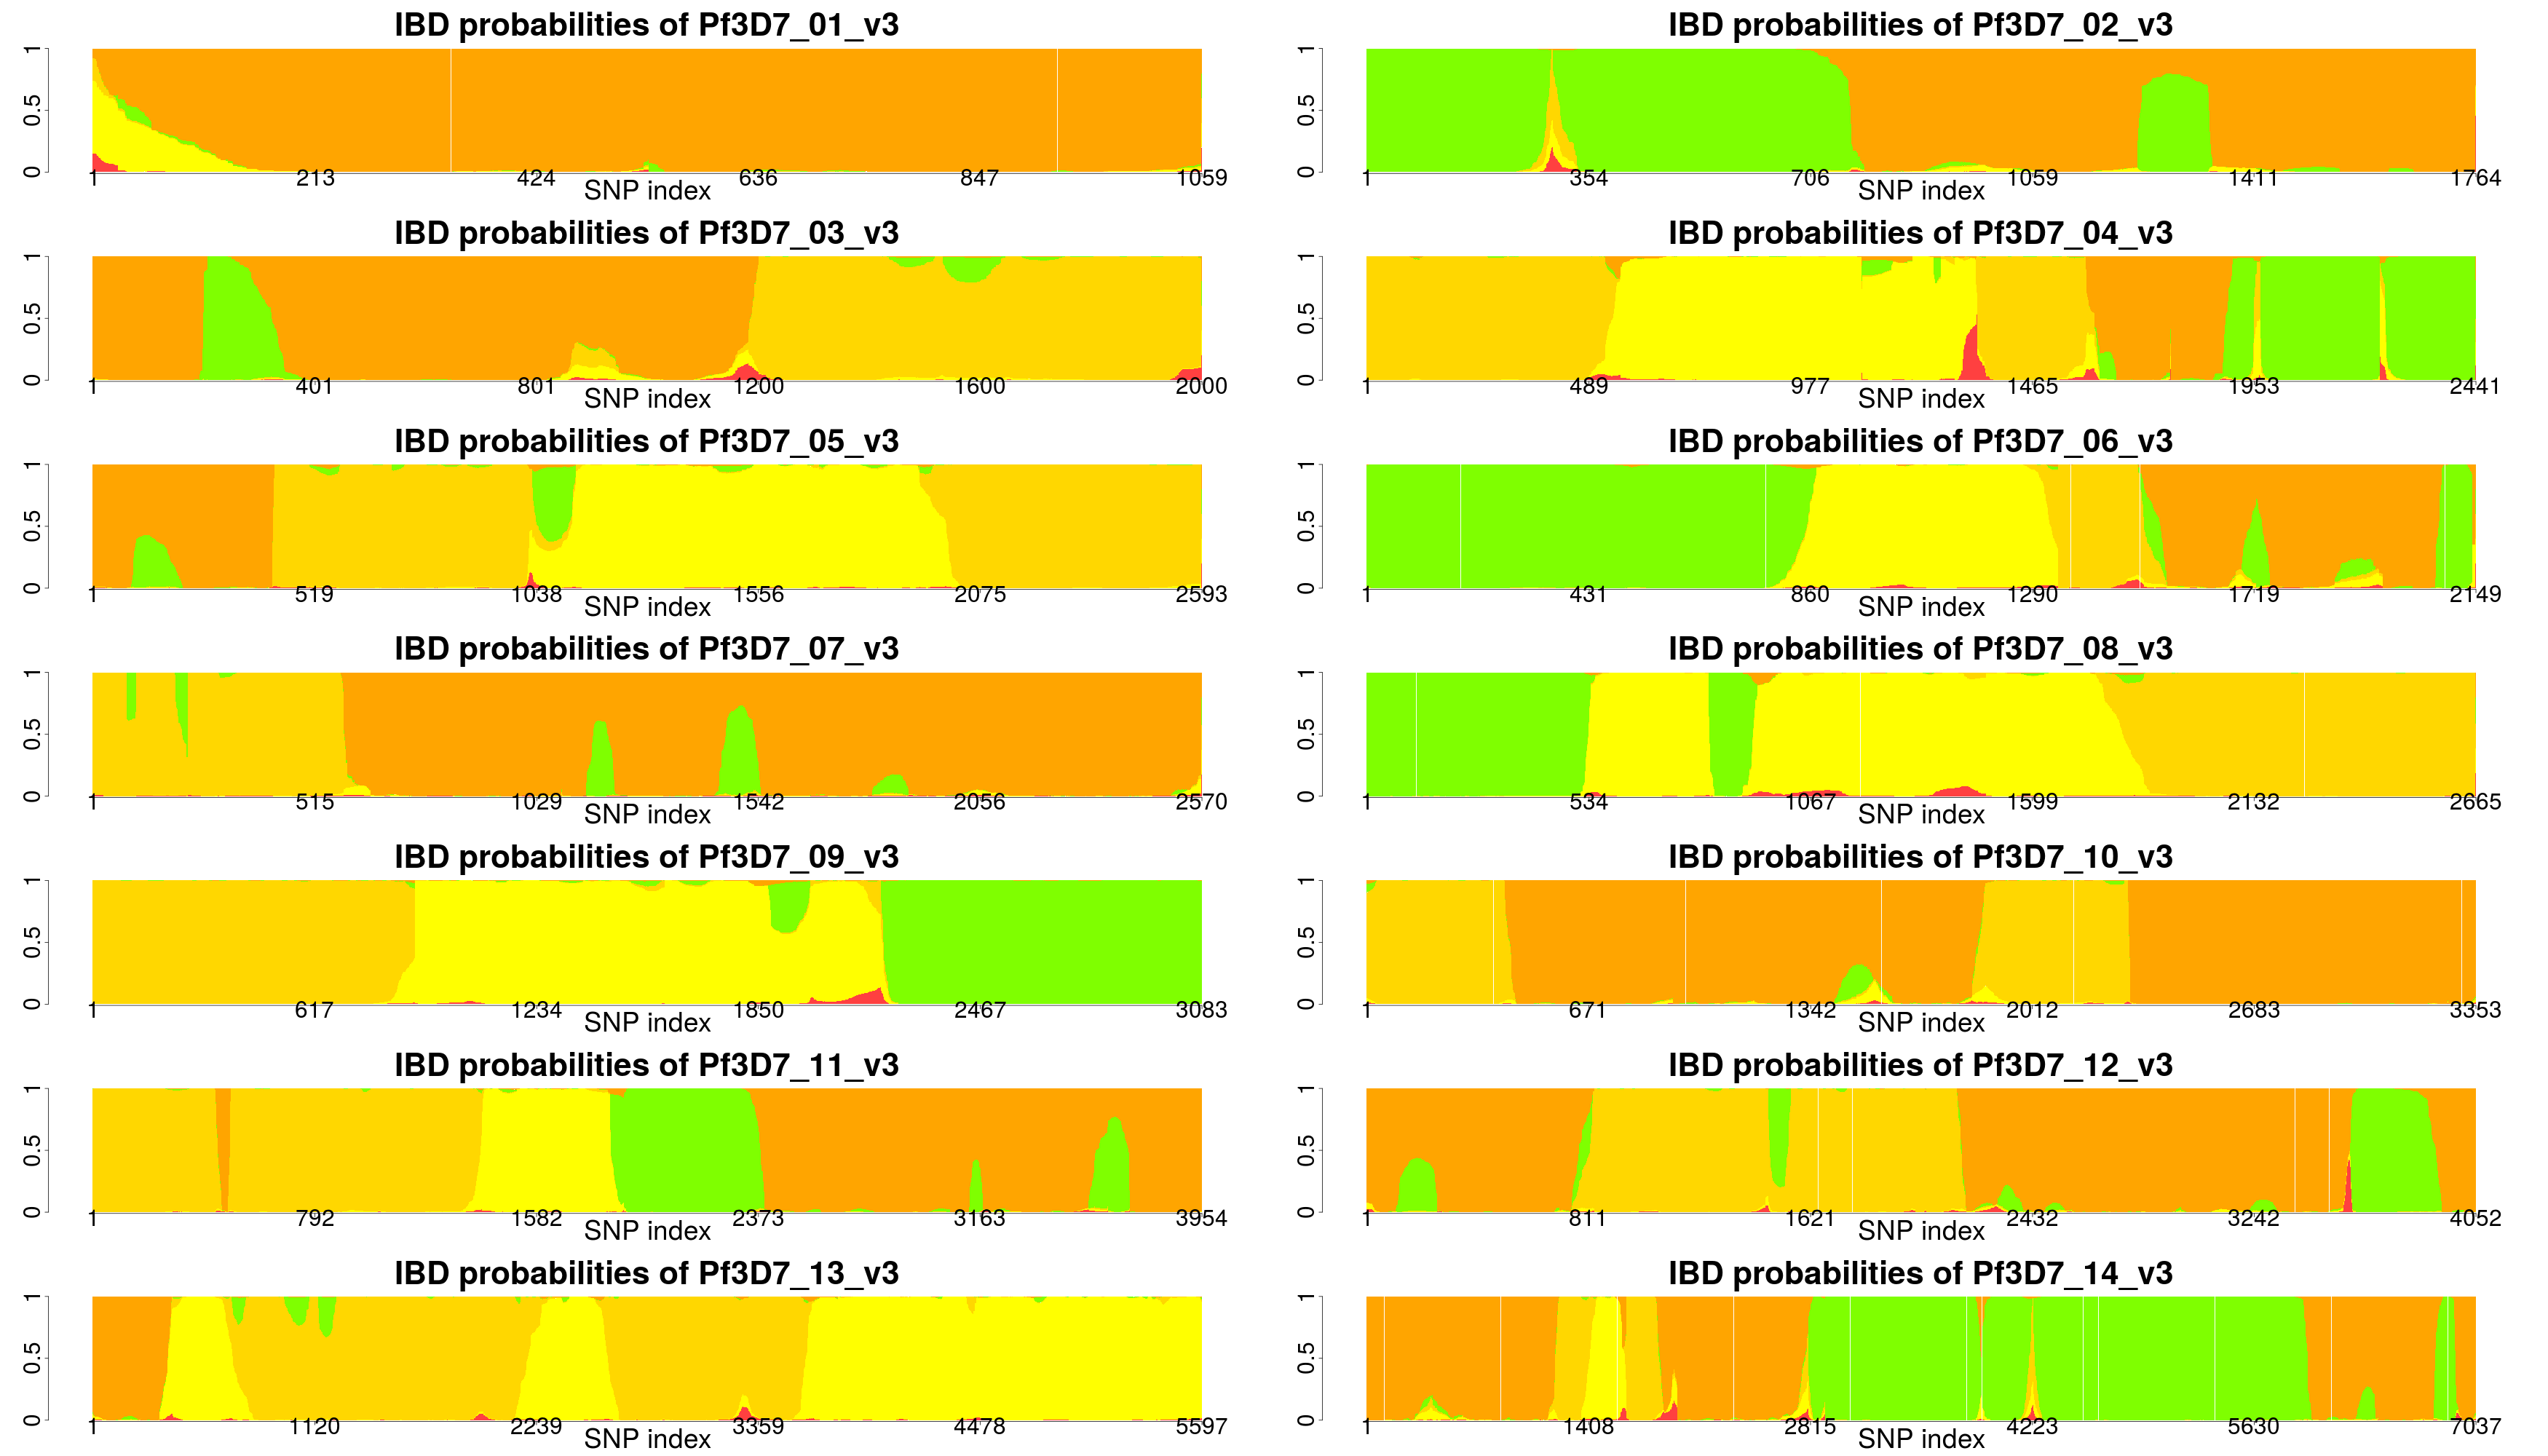 IBD probabilities of Pf3D7_01_v3
0 0.5 1
1 213 424 636 847 1059
SNP index
IBD probabilities of Pf3D7_02_v3
0 0.5 1
1 354 706 1059 1411 1764
SNP index
IBD probabilities of Pf3D7_03_v3
0 0.5 1
1 401 801 1200 1600 2000
SNP index
IBD probabilities of Pf3D7_04_v3
0 0.5 1
1 489 977 1465 1953 2441
SNP index
IBD probabilities of Pf3D7_05_v3
0 0.5 1
1 519 1038 1556 2075 2593
SNP index
IBD probabilities of Pf3D7_06_v3
0 0.5 1
1 431 860 1290 1719 2149
SNP index
IBD probabilities of Pf3D7_07_v3
0 0.5 1
1 515 1029 1542 2056 2570
SNP index
IBD probabilities of Pf3D7_08_v3
0 0.5 1
1 534 1067 1599 2132 2665
SNP index
IBD probabilities of Pf3D7_09_v3
0 0.5 1
1 617 1234 1850 2467 3083
SNP index
IBD probabilities of Pf3D7_10_v3
0 0.5 1
1 671 1342 2012 2683 3353
SNP index
IBD probabilities of Pf3D7_11_v3
0 0.5 1
1 792 1582 2373 3163 3954
SNP index
IBD probabilities of Pf3D7_12_v3
0 0.5 1
1 811 1621 2432 3242 4052
SNP index
IBD probabilities of Pf3D7_13_v3
0 0.5 1
1 1120 2239 3359 4478 5597
SNP index
IBD probabilities of Pf3D7_14_v3
0 0.5 1
1 1408 2815 4223 5630 7037
SNP index